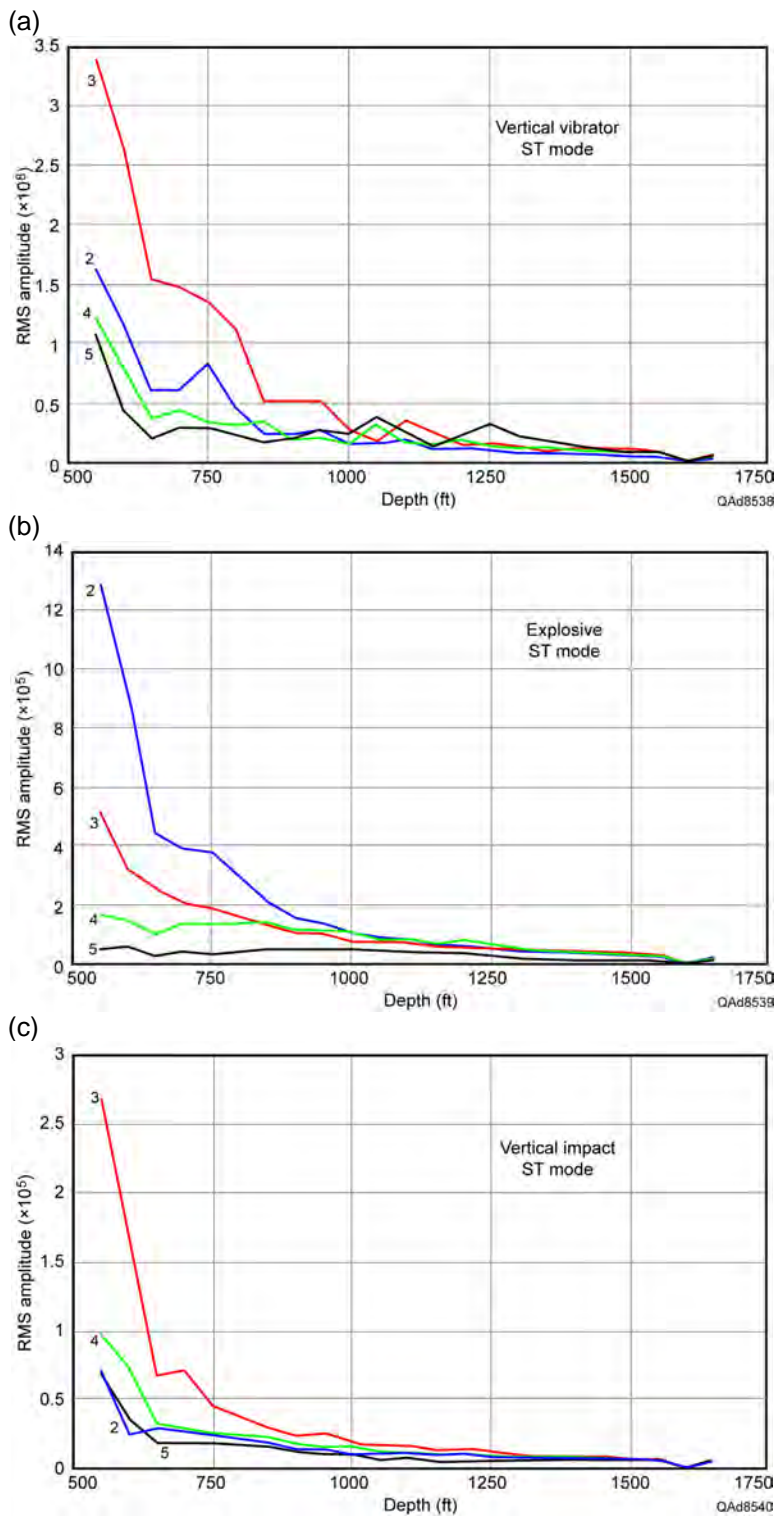 (a)
3.5
3
2.5
2
1.5
1
0.5
0
RMS amplitude (×10⁶)
3
2
4
5
Vertical vibrator
ST mode
500 750 1000 1250 1500 1750
Depth (ft)
QAd8538
(b)
14
12
10
8
6
4
2
0
RMS amplitude (×10⁵)
2
3
4
5
Explosive
ST mode
500 750 1000 1250 1500 1750
Depth (ft)
QAd8539
(c)
3
2.5
2
1.5
1
0.5
0
RMS amplitude (×10⁵)
3
4
2
5
Vertical impact
ST mode
500 750 1000 1250 1500 1750
Depth (ft)
QAd8540